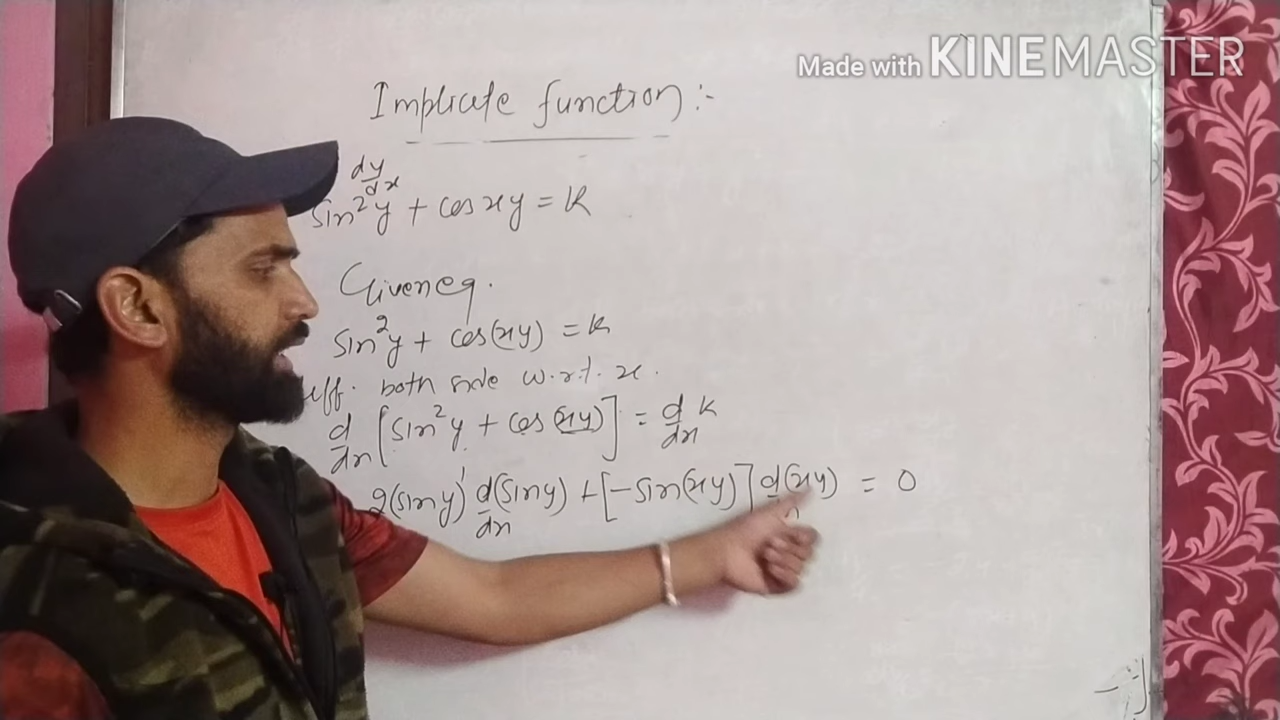 Made with KINEMASTER
Implicate function :-
dy/dx
sin²y + cos xy = K
Given eq.
sin²y + cos(xy) = k
diff. both side w.r.t. x.
d/dx [sin²y + cos(xy)] = d/dx K
2(sin y)¹ d/dx(sin y) + [-sin(xy)] d(xy) = 0